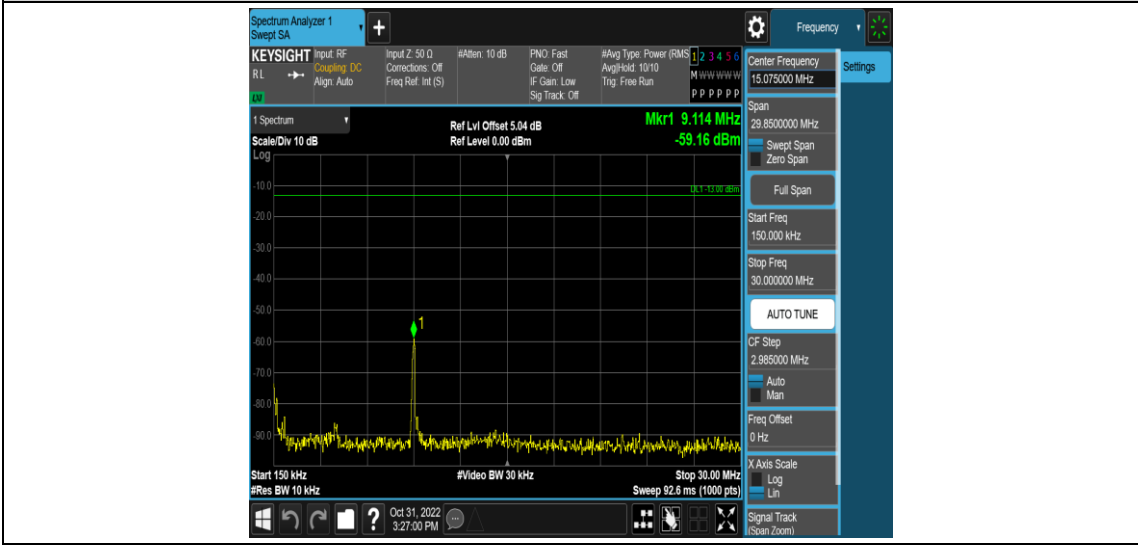 Spectrum Analyzer 1
Swept SA
+
Frequency
KEYSIGHT
RL
LM
Input: RF
Coupling: DC
Align: Auto
Input Z: 50 Ω
Corrections: Off
Freq Ref: Int (S)
#Atten: 10 dB
PNO: Fast
Gate: Off
IF Gain: Low
Sig Track: Off
#Avg Type: Power (RMS
Avg|Hold: 10/10
Trig: Free Run
1 2 3 4 5 6
M W W W W W
P P P P P P
1 Spectrum
Scale/Div 10 dB
Log
Ref Lvl Offset 5.04 dB
Ref Level 0.00 dBm
Mkr1 9.114 MHz
-59.16 dBm
DL1 -13.00 dBm
-10.0
-20.0
-30.0
-40.0
-50.0
-60.0
-70.0
-80.0
-90.0
1
Start 150 kHz
#Res BW 10 kHz
#Video BW 30 kHz
Stop 30.00 MHz
Sweep 92.6 ms (1000 pts)
Center Frequency
15.075000 MHz
Settings
Span
29.8500000 MHz
Swept Span
Zero Span
Full Span
Start Freq
150.000 kHz
Stop Freq
30.000000 MHz
AUTO TUNE
CF Step
2.985000 MHz
Auto
Man
Freq Offset
0 Hz
X Axis Scale
Log
Lin
Signal Track
(Span Zoom)
?
Oct 31, 2022
3:27:00 PM